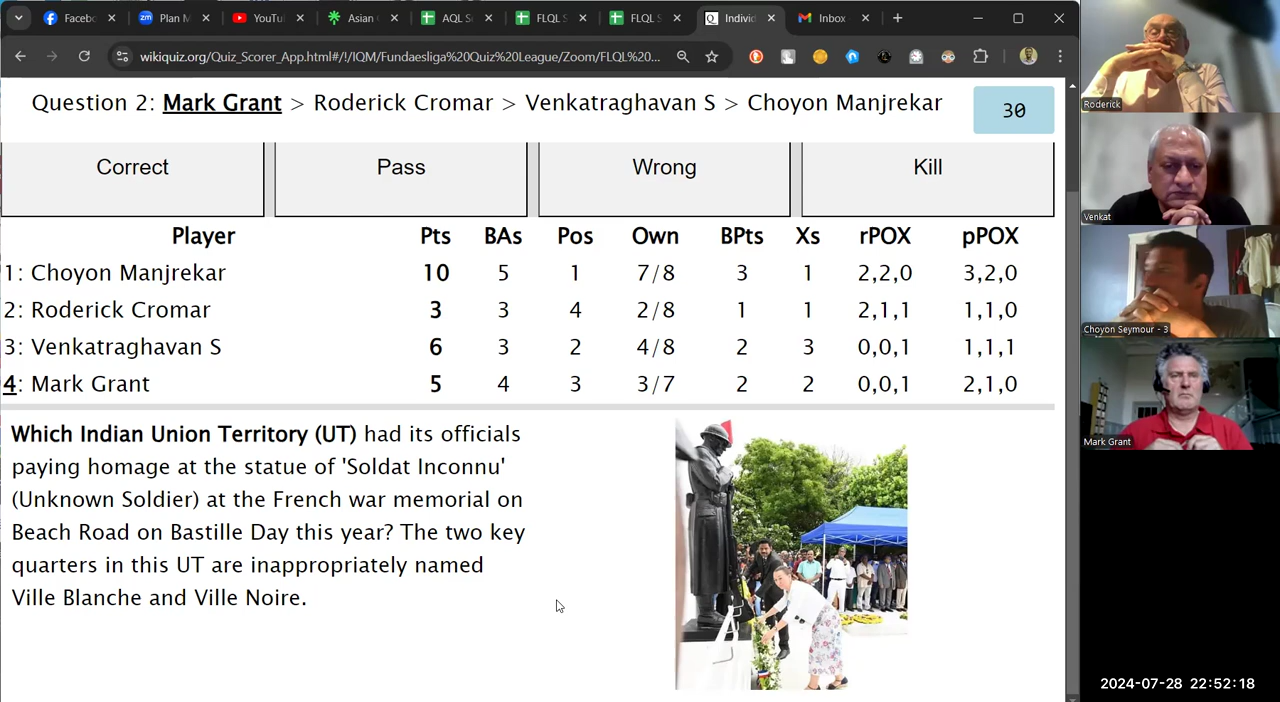 Facebo
Plan M
YouTu
Asian
AQL S
FLQL S
FLQL S
Individ
Inbox
wikiquiz.org/Quiz_Scorer_App.html#/!/IQM/Fundaesliga%20Quiz%20League/Zoom/FLQL%20...
Question 2: Mark Grant > Roderick Cromar > Venkatraghavan S > Choyon Manjrekar
30
Correct Pass Wrong Kill
Player Pts BAs Pos Own BPts Xs rPOX pPOX
1: Choyon Manjrekar 10 5 1 7/8 3 1 2,2,0 3,2,0
2: Roderick Cromar 3 3 4 2/8 1 1 2,1,1 1,1,0
3: Venkatraghavan S 6 3 2 4/8 2 3 0,0,1 1,1,1
4: Mark Grant 5 4 3 3/7 2 2 0,0,1 2,1,0
Which Indian Union Territory (UT) had its officials
paying homage at the statue of 'Soldat Inconnu'
(Unknown Soldier) at the French war memorial on
Beach Road on Bastille Day this year? The two key
quarters in this UT are inappropriately named
Ville Blanche and Ville Noire.
Roderick
Venkat
Choyon Seymour - 3
Mark Grant
2024-07-28 22:52:18